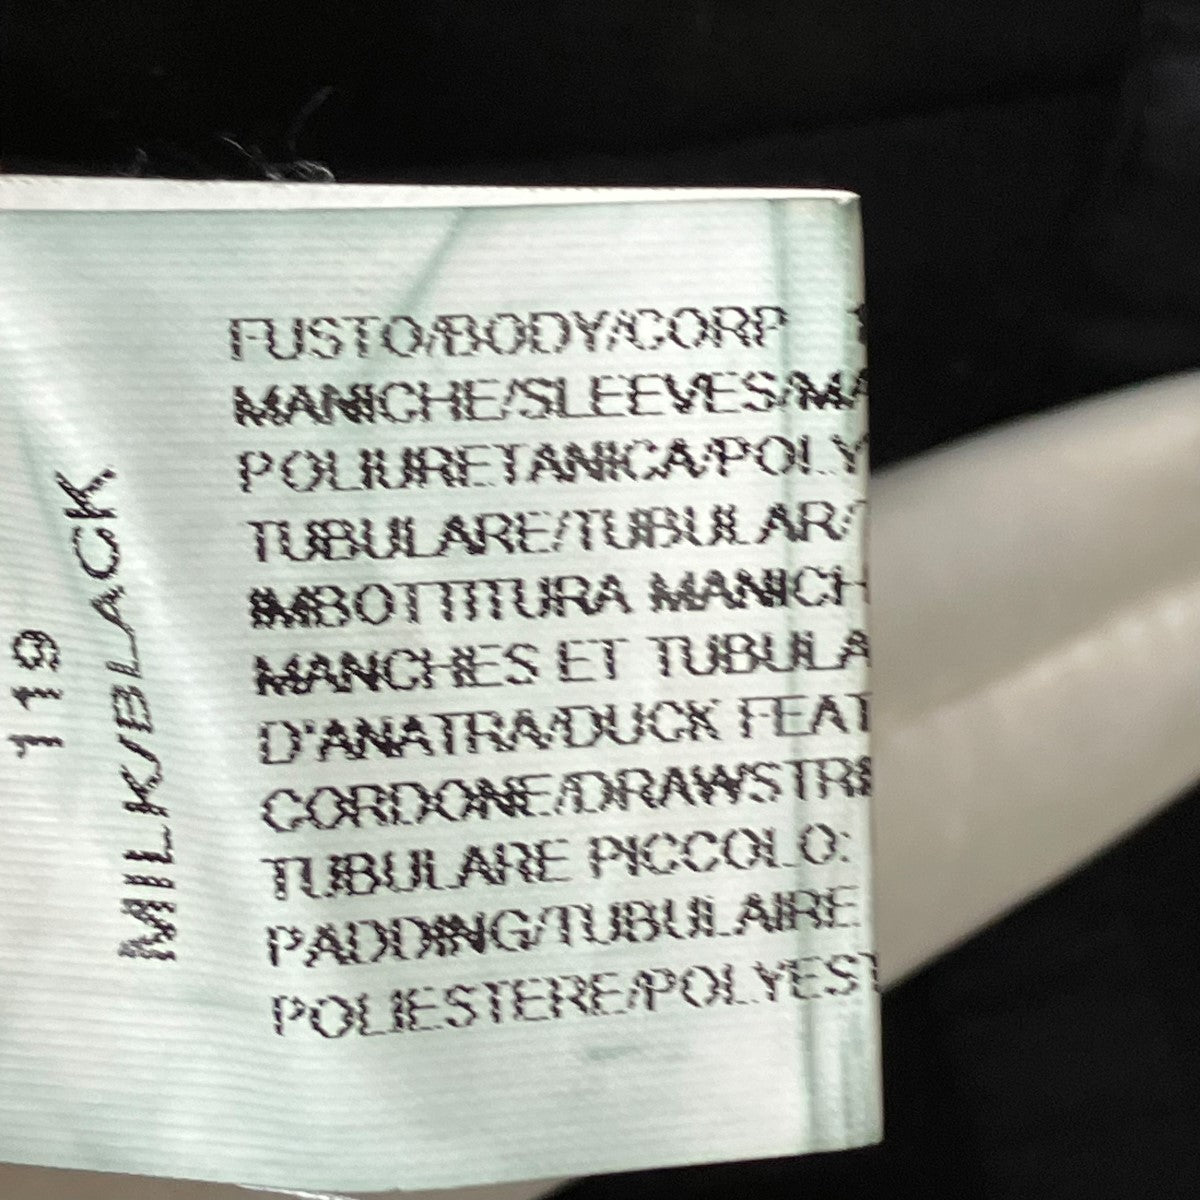 FUSTO/BODY/CORP
MANICHE/SLEEVES/MA
POLIURETANICA/POLY
TUBULARE/TUBULAR/T
IMBOTTITURA MANICH
MANCHES ET TUBULA
D'ANATRA/DUCK FEAT
CORDONE/DRAWSTRI
TUBULARE PICCOLO:
PADDING/TUBULAIRE
POLIESTERE/POLYEST
119
MILK/BLACK